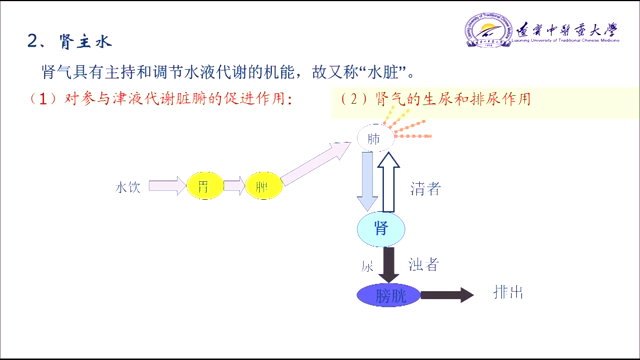 辽宁中医药大学
Liaoning University of Traditional Chinese Medicine
2、肾主水
肾气具有主持和调节水液代谢的机能，故又称“水脏”。
（1）对参与津液代谢脏腑的促进作用：
（2）肾气的生尿和排尿作用
肺
水饮
胃
脾
清者
肾
尿
浊者
膀胱
排出